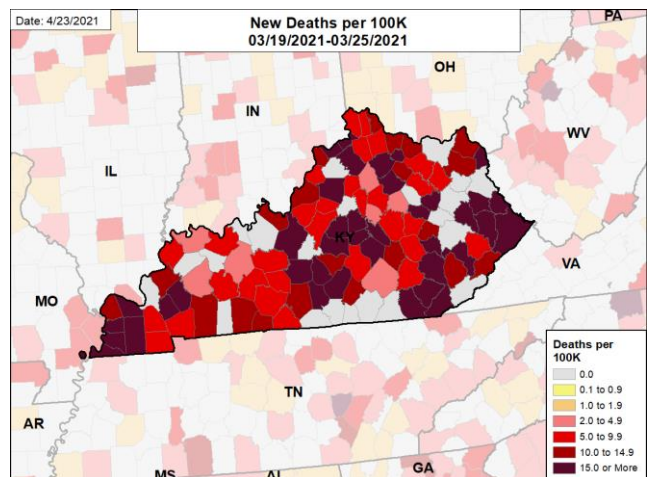 Date: 4/23/2021
New Deaths per 100K
03/19/2021-03/25/2021
PA
OH
IN
WV
IL
KY
VA
MO
TN
AR
MS
AL
GA
Deaths per
100K
0.0
0.1 to 0.9
1.0 to 1.9
2.0 to 4.9
5.0 to 9.9
10.0 to 14.9
15.0 or More